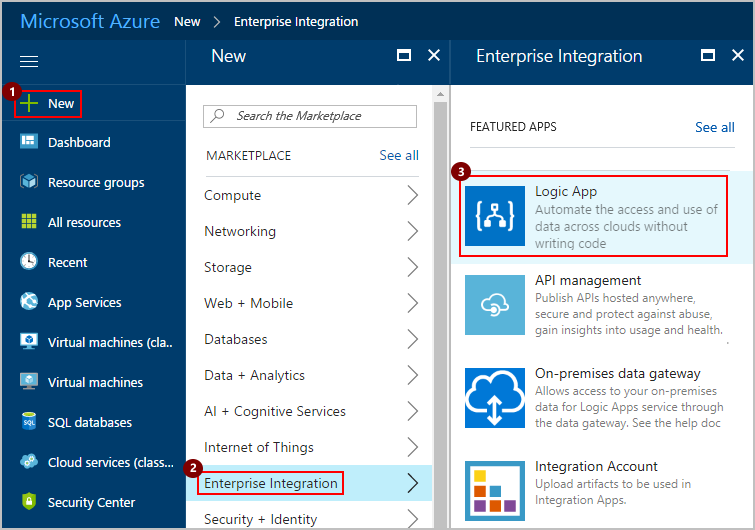 Microsoft Azure New > Enterprise Integration
1
New
Dashboard
Resource groups
All resources
Recent
App Services
Virtual machines (cla..
Virtual machines
SQL databases
Cloud services (class...
Security Center
New
Search the Marketplace
MARKETPLACE See all
Compute
Networking
Storage
Web + Mobile
Databases
Data + Analytics
AI + Cognitive Services
Internet of Things
2
Enterprise Integration
Security + Identity
Enterprise Integration
FEATURED APPS See all
3
Logic App
Automate the access and use of
data across clouds without
writing code
API management
Publish APIs hosted anywhere,
secure and protect against abuse,
gain insights into usage and health.
On-premises data gateway
Allows access to your on-premises
data for Logic Apps service through
the data gateway. See the help doc
Integration Account
Upload artifacts to be used in
Integration Apps.